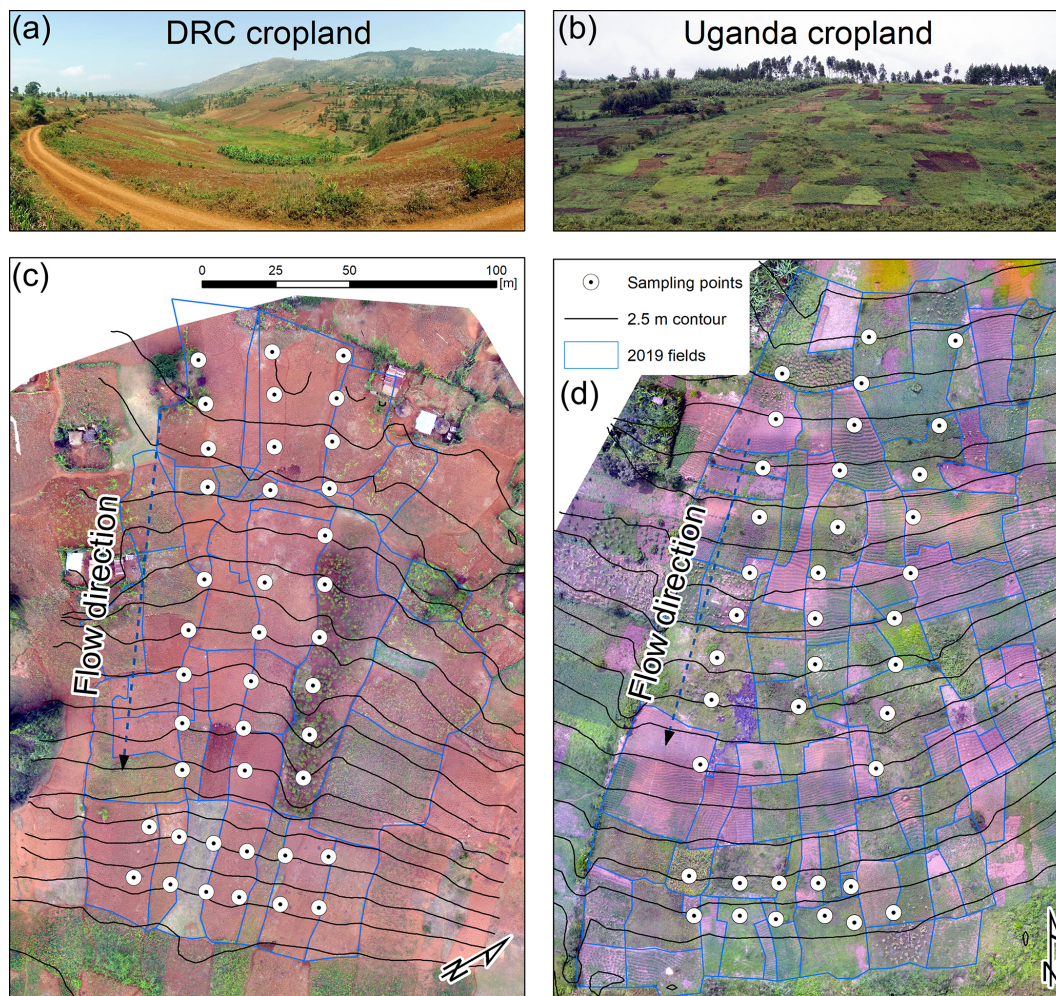 (a)
DRC cropland
(b)
Uganda cropland
(c)
0 25 50 100
[m]
Flow direction
N
Sampling points
2.5 m contour
2019 fields
(d)
Flow direction
N